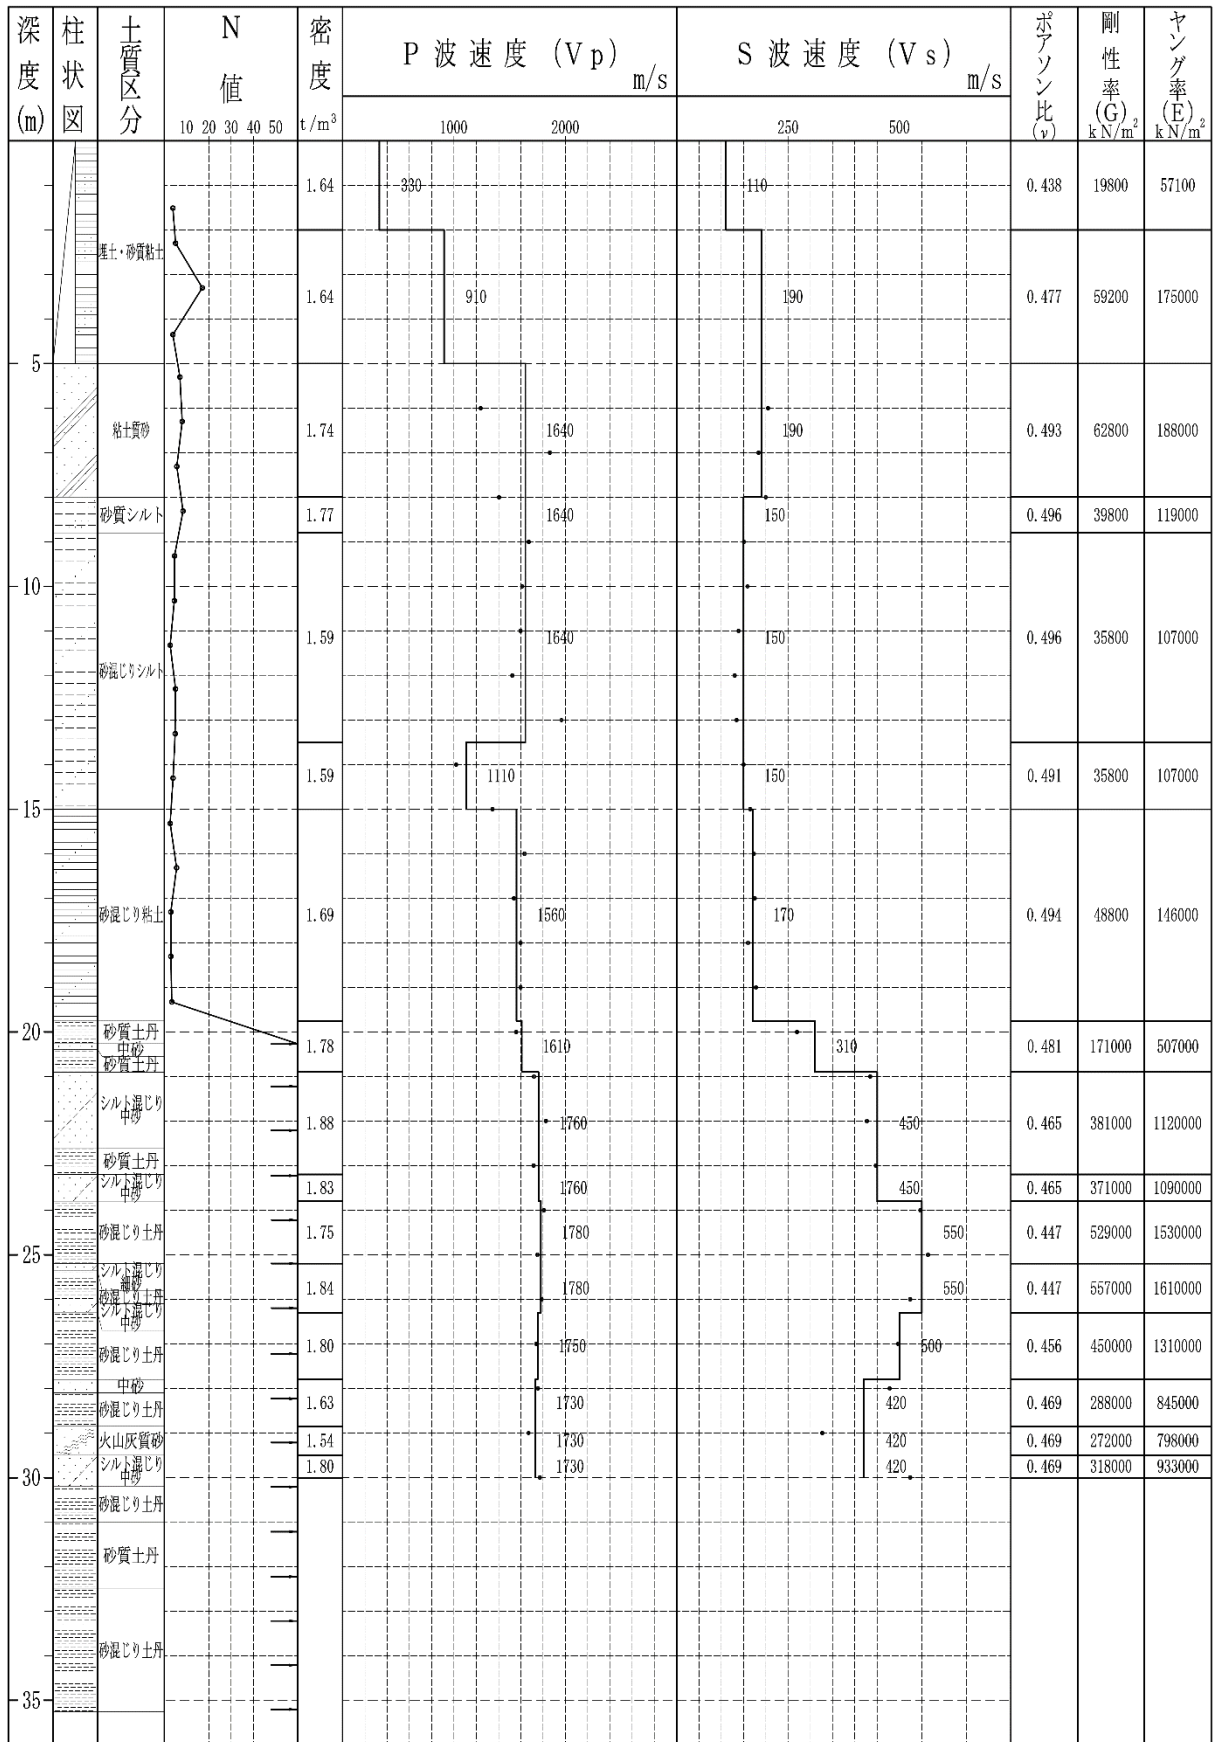 深度(m)
柱状図
土質区分
N値
10 20 30 40 50
密度
t/m³
P波速度 (Vp)
m/s
1000 2000
S波速度 (Vs)
m/s
250 500
ポアソン比(ν)
剛性率(G)
kN/m²
ヤング率(E)
kN/m²
1.64 330 110 0.438 19800 57100
埋土・砂質粘土
1.64 910 190 0.477 59200 175000
5
粘土質砂 1.74 1640 190 0.493 62800 188000
砂質シルト 1.77 1640 150 0.496 39800 119000
10
1.59 1640 150 0.496 35800 107000
砂混じりシルト
1.59 1110 150 0.491 35800 107000
15
砂混じり粘土 1.69 1560 170 0.494 48800 146000
20
砂質土丹
中砂 1.78 1610 310 0.481 171000 507000
砂質土丹
シルト混じり
中砂 1.88 1760 450 0.465 381000 1120000
砂質土丹
シルト混じり
中砂 1.83 1760 450 0.465 371000 1090000
砂混じり土丹 1.75 1780 550 0.447 529000 1530000
25
シルト混じり
細砂 1.84 1780 550 0.447 557000 1610000
砂混じり土丹
シルト混じり
中砂
砂混じり土丹 1.80 1750 500 0.456 450000 1310000
中砂
砂混じり土丹 1.63 1730 420 0.469 288000 845000
火山灰質砂 1.54 1730 420 0.469 272000 798000
シルト混じり
中砂 1.80 1730 420 0.469 318000 933000
30
砂混じり土丹
砂質土丹
砂混じり土丹
35